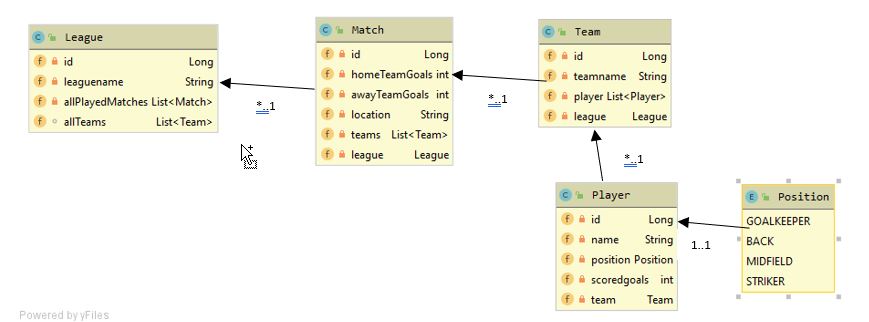 League
id Long
leaguename String
allPlayedMatches List<Match>
allTeams List<Team>
*..1
Match
id Long
homeTeamGoals int
awayTeamGoals int
location String
teams List<Team>
league League
*..1
Team
id Long
teamname String
player List<Player>
league League
*..1
Player
id Long
name String
position Position
scoredgoals int
team Team
1..1
Position
GOALKEEPER
BACK
MIDFIELD
STRIKER
Powered by yFiles